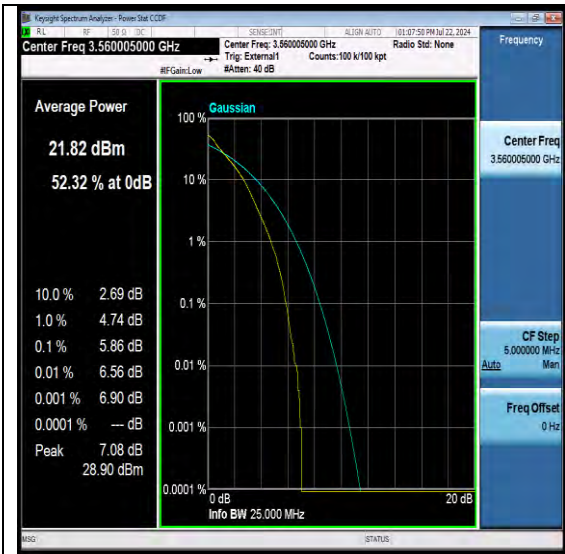 Keysight Spectrum Analyzer - Power Stat CCDF
RL RF 50 Ω DC SENSE:INT ALIGN AUTO 01:07:50 PM Jul 22, 2024
Center Freq 3.560005000 GHz
Center Freq: 3.560005000 GHz Radio Std: None
Trig: External1 Counts:100 k/100 kpt
#IFGain:Low #Atten: 40 dB
Frequency
Average Power
21.82 dBm
52.32 % at 0dB
10.0 % 2.69 dB
1.0 % 4.74 dB
0.1 % 5.86 dB
0.01 % 6.56 dB
0.001 % 6.90 dB
0.0001 % --- dB
Peak 7.08 dB
28.90 dBm
Gaussian
100 %
10 %
1 %
0.1 %
0.01 %
0.001 %
0.0001 %
0 dB 20 dB
Info BW 25.000 MHz
Center Freq
3.560005000 GHz
CF Step
5.000000 MHz
Auto Man
Freq Offset
0 Hz
MSG STATUS